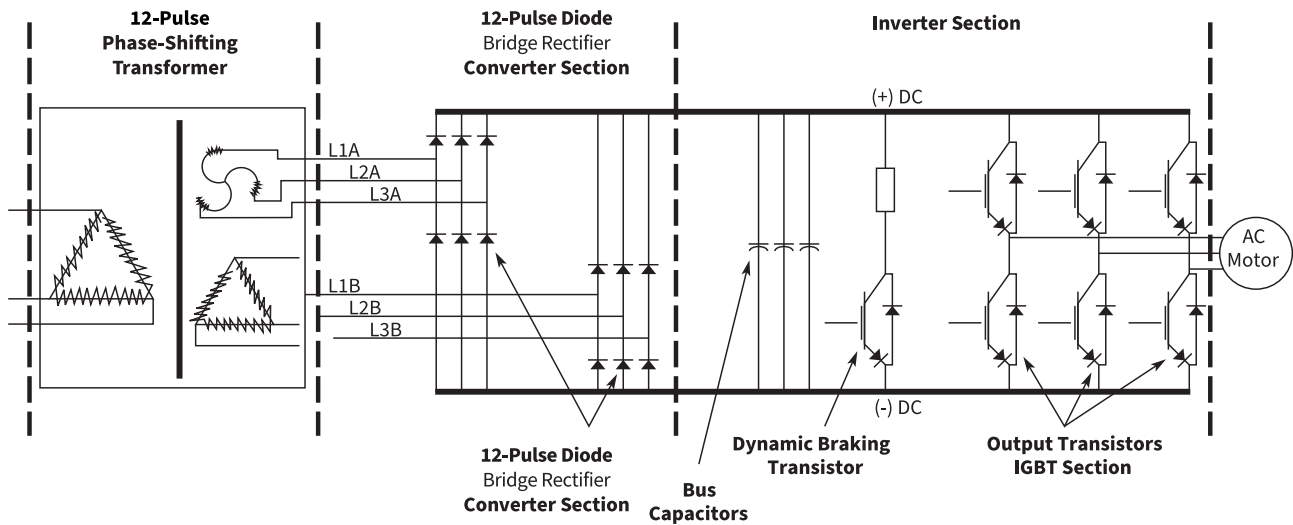 12-Pulse
Phase-Shifting
Transformer
12-Pulse Diode
Bridge Rectifier
Converter Section
Inverter Section
(+) DC
L1A
L2A
L3A
L1B
L2B
L3B
AC
Motor
(-) DC
12-Pulse Diode
Bridge Rectifier
Converter Section
Bus
Capacitors
Dynamic Braking
Transistor
Output Transistors
IGBT Section